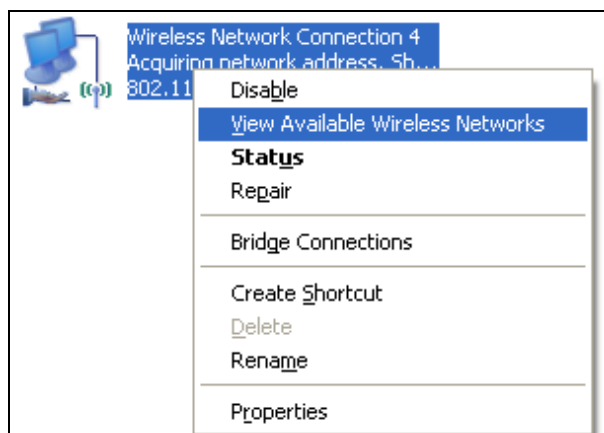 Wireless Network Connection 4
Acquiring network address, Sh...
802.11
Disable
View Available Wireless Networks
Status
Repair
Bridge Connections
Create Shortcut
Delete
Rename
Properties